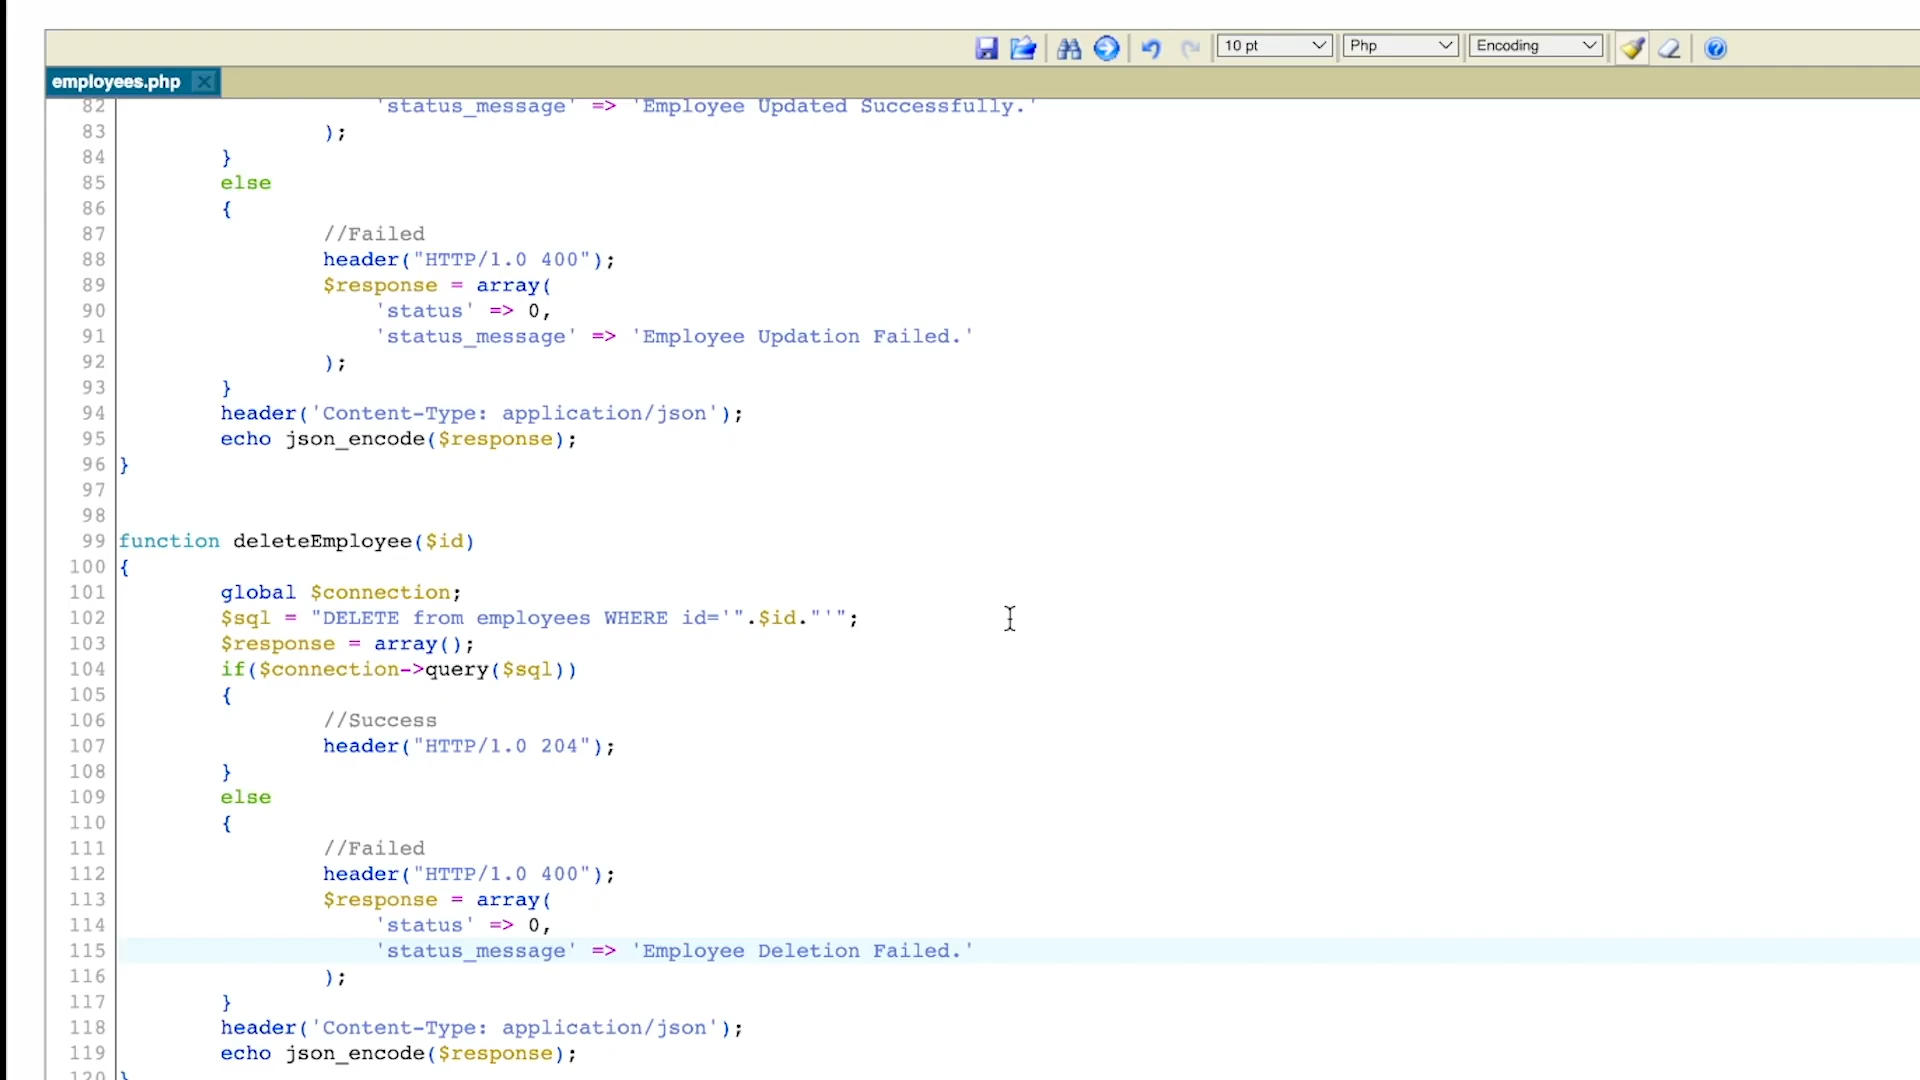 10 pt Php Encoding
employees.php
82 'status_message' => 'Employee Updated Successfully.'
83 );
84 }
85 else
86 {
87 //Failed
88 header("HTTP/1.0 400");
89 $response = array(
90 'status' => 0,
91 'status_message' => 'Employee Updation Failed.'
92 );
93 }
94 header('Content-Type: application/json');
95 echo json_encode($response);
96 }
97
98
99 function deleteEmployee($id)
100 {
101 global $connection;
102 $sql = "DELETE from employees WHERE id='".$id."'";
103 $response = array();
104 if($connection->query($sql))
105 {
106 //Success
107 header("HTTP/1.0 204");
108 }
109 else
110 {
111 //Failed
112 header("HTTP/1.0 400");
113 $response = array(
114 'status' => 0,
115 'status_message' => 'Employee Deletion Failed.'
116 );
117 }
118 header('Content-Type: application/json');
119 echo json_encode($response);
120 }